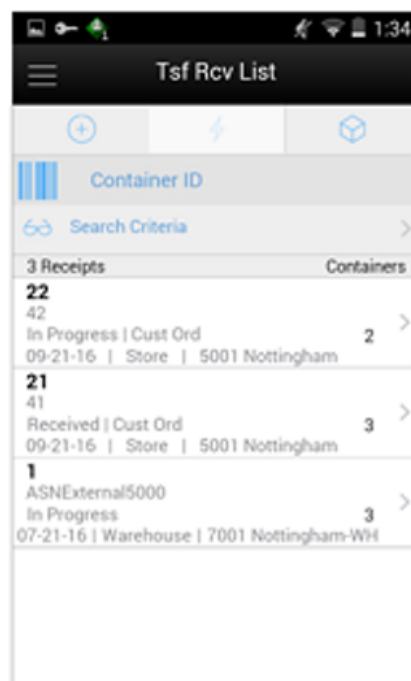 1:34
Tsf Rcv List
Container ID
Search Criteria
3 Receipts Containers
22
42
In Progress | Cust Ord 2
09-21-16 | Store | 5001 Nottingham
21
41
Received | Cust Ord 3
09-21-16 | Store | 5001 Nottingham
1
ASNExternal5000
In Progress 3
07-21-16 | Warehouse | 7001 Nottingham-WH